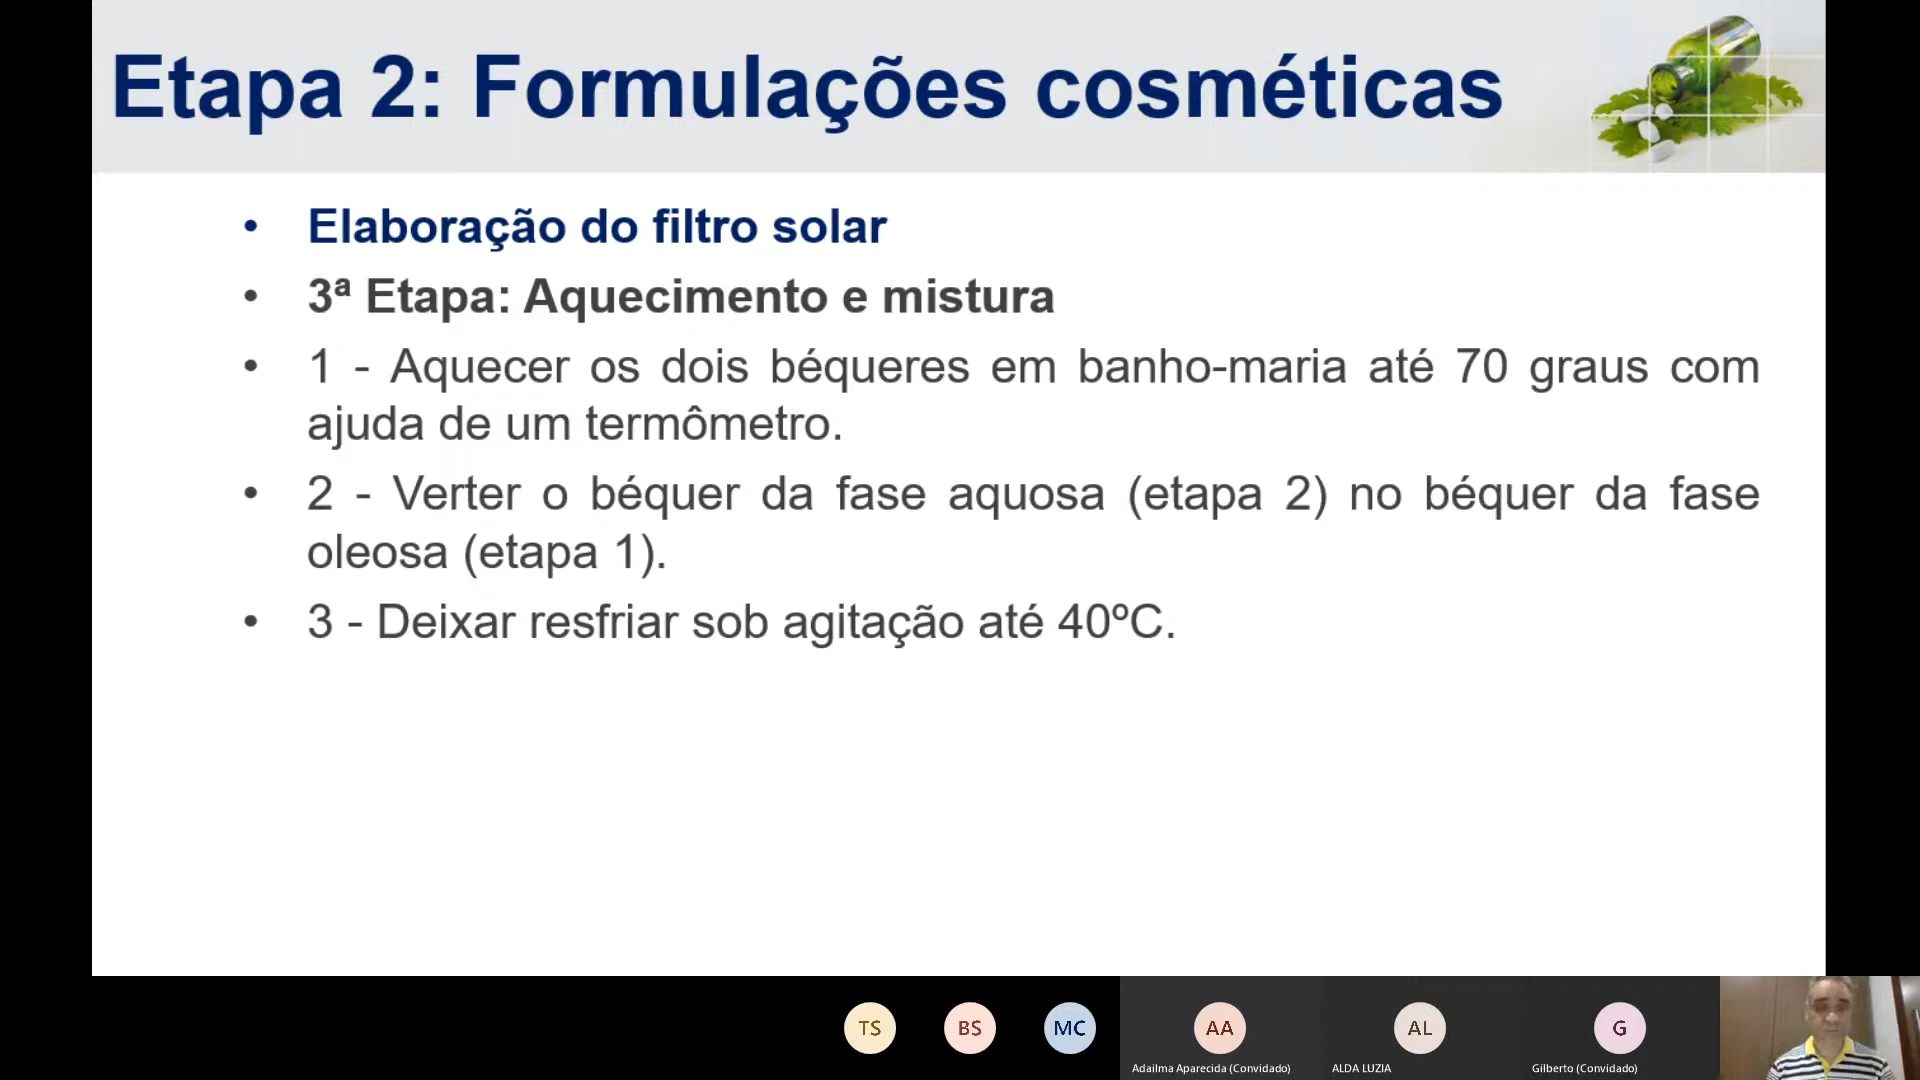 Etapa 2: Formulações cosméticas
• Elaboração do filtro solar
• 3ª Etapa: Aquecimento e mistura
• 1 - Aquecer os dois béqueres em banho-maria até 70 graus com
ajuda de um termômetro.
• 2 - Verter o béquer da fase aquosa (etapa 2) no béquer da fase
oleosa (etapa 1).
• 3 - Deixar resfriar sob agitação até 40ºC.
TS BS MC AA AL G
Adailma Aparecida (Convidado) ALDA LUZIA Gilberto (Convidado)